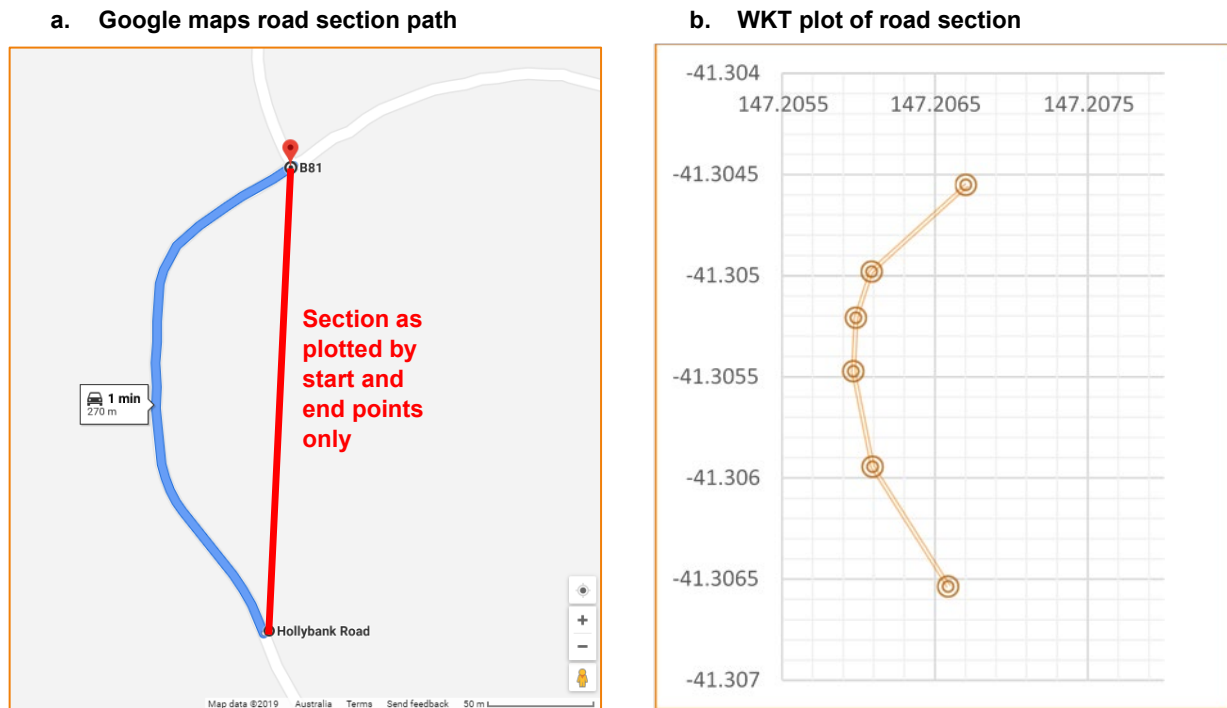 a. Google maps road section path
B81
Section as
plotted by
start and
end points
only
1 min
270 m
Hollybank Road
+
−
Map data ©2019 Australia Terms Send feedback 50 m
b. WKT plot of road section
-41.304
147.2055 147.2065 147.2075
-41.3045
-41.305
-41.3055
-41.306
-41.3065
-41.307